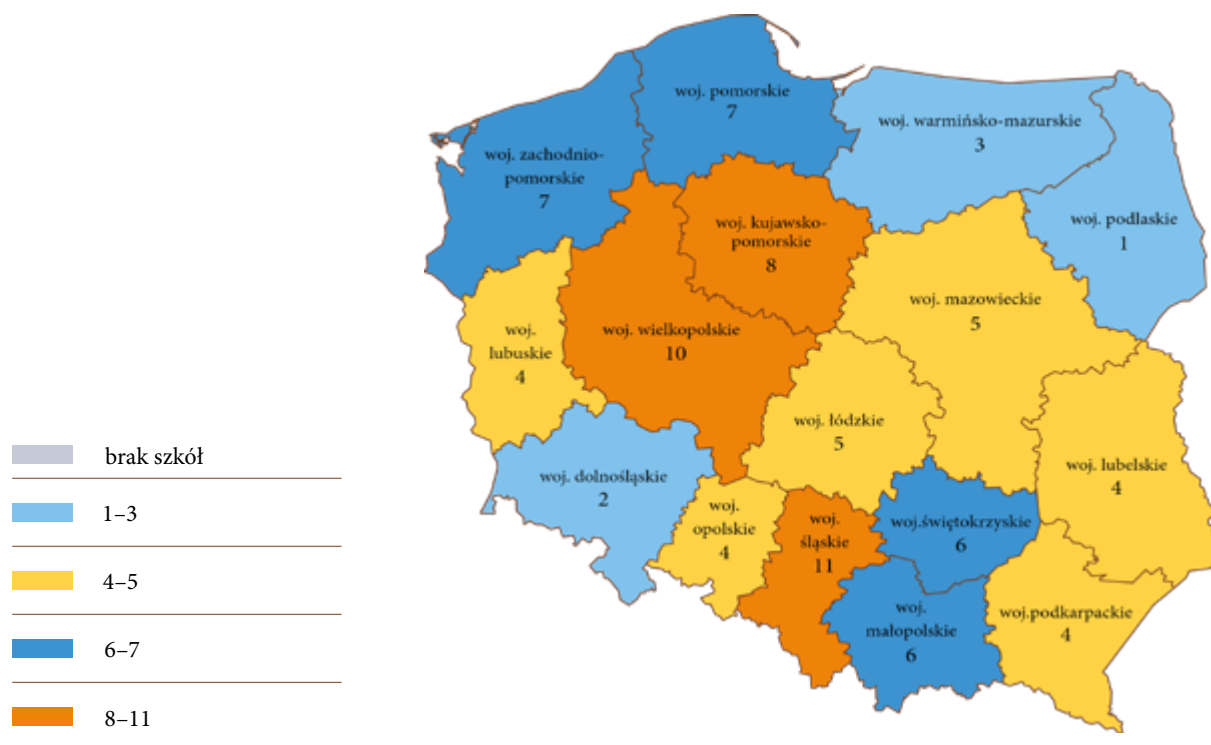 woj. pomorskie
7
woj. warmińsko-mazurskie
3
woj. zachodnio-
pomorskie
7
woj. podlaskie
1
woj. kujawsko-
pomorskie
8
woj. mazowieckie
5
woj.
lubuskie
4
woj. wielkopolskie
10
woj. łódzkie
5
woj. lubelskie
4
woj. dolnośląskie
2
woj.
opolskie
4
woj.
śląskie
11
woj.świętokrzyskie
6
woj.
małopolskie
6
woj.podkarpackie
4
brak szkół
1–3
4–5
6–7
8–11